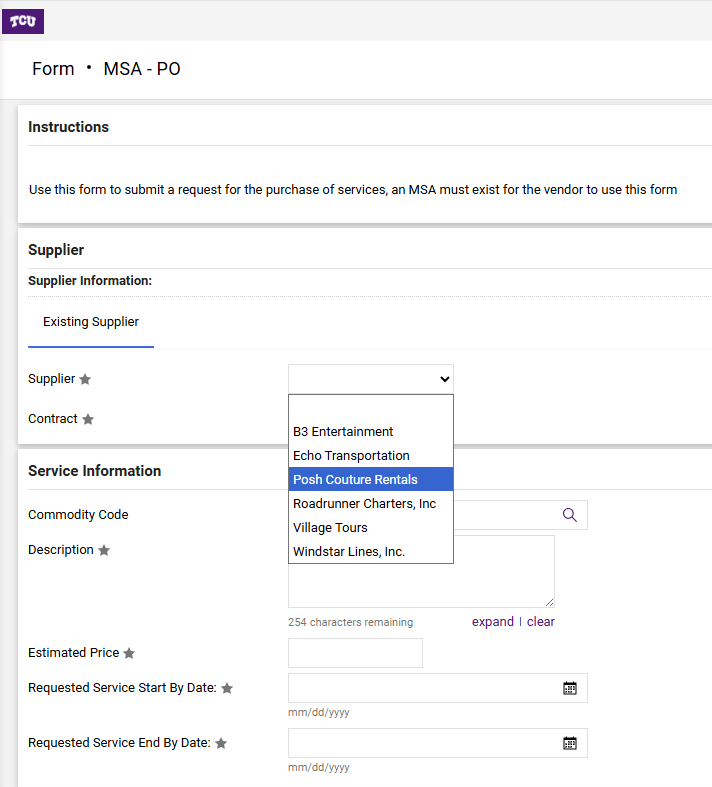 TCU
Form • MSA - PO
Instructions
Use this form to submit a request for the purchase of services, an MSA must exist for the vendor to use this form
Supplier
Supplier Information:
Existing Supplier
Supplier ★
Contract ★
B3 Entertainment
Echo Transportation
Posh Couture Rentals
Roadrunner Charters, Inc
Village Tours
Windstar Lines, Inc.
Service Information
Commodity Code
Description ★
254 characters remaining expand | clear
Estimated Price ★
Requested Service Start By Date: ★
mm/dd/yyyy
Requested Service End By Date: ★
mm/dd/yyyy